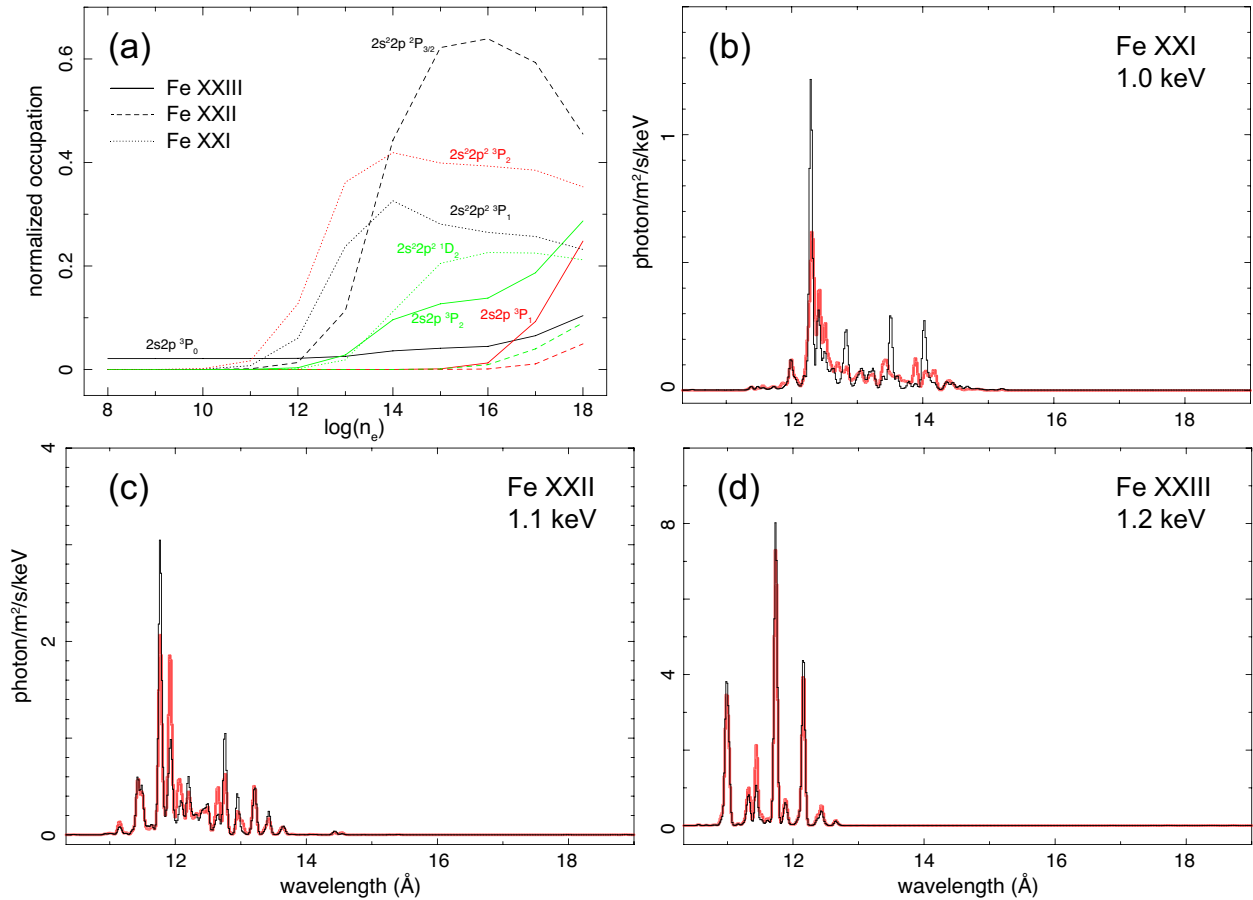 (a)
2s²2p ²P₃/₂
Fe XXIII
Fe XXII
Fe XXI
2s²2p² ³P₂
2s²2p² ³P₁
2s²2p² ¹D₂
2s2p ³P₁
2s2p ³P₂
2s2p ³P₀
normalized occupation
0 0.2 0.4 0.6
8 10 12 14 16 18
log(nₑ)
(b)
Fe XXI
1.0 keV
photon/m²/s/keV
0 1
12 14 16 18
(c)
Fe XXII
1.1 keV
photon/m²/s/keV
0 2 4
12 14 16 18
wavelength (Å)
(d)
Fe XXIII
1.2 keV
0 4 8
12 14 16 18
wavelength (Å)